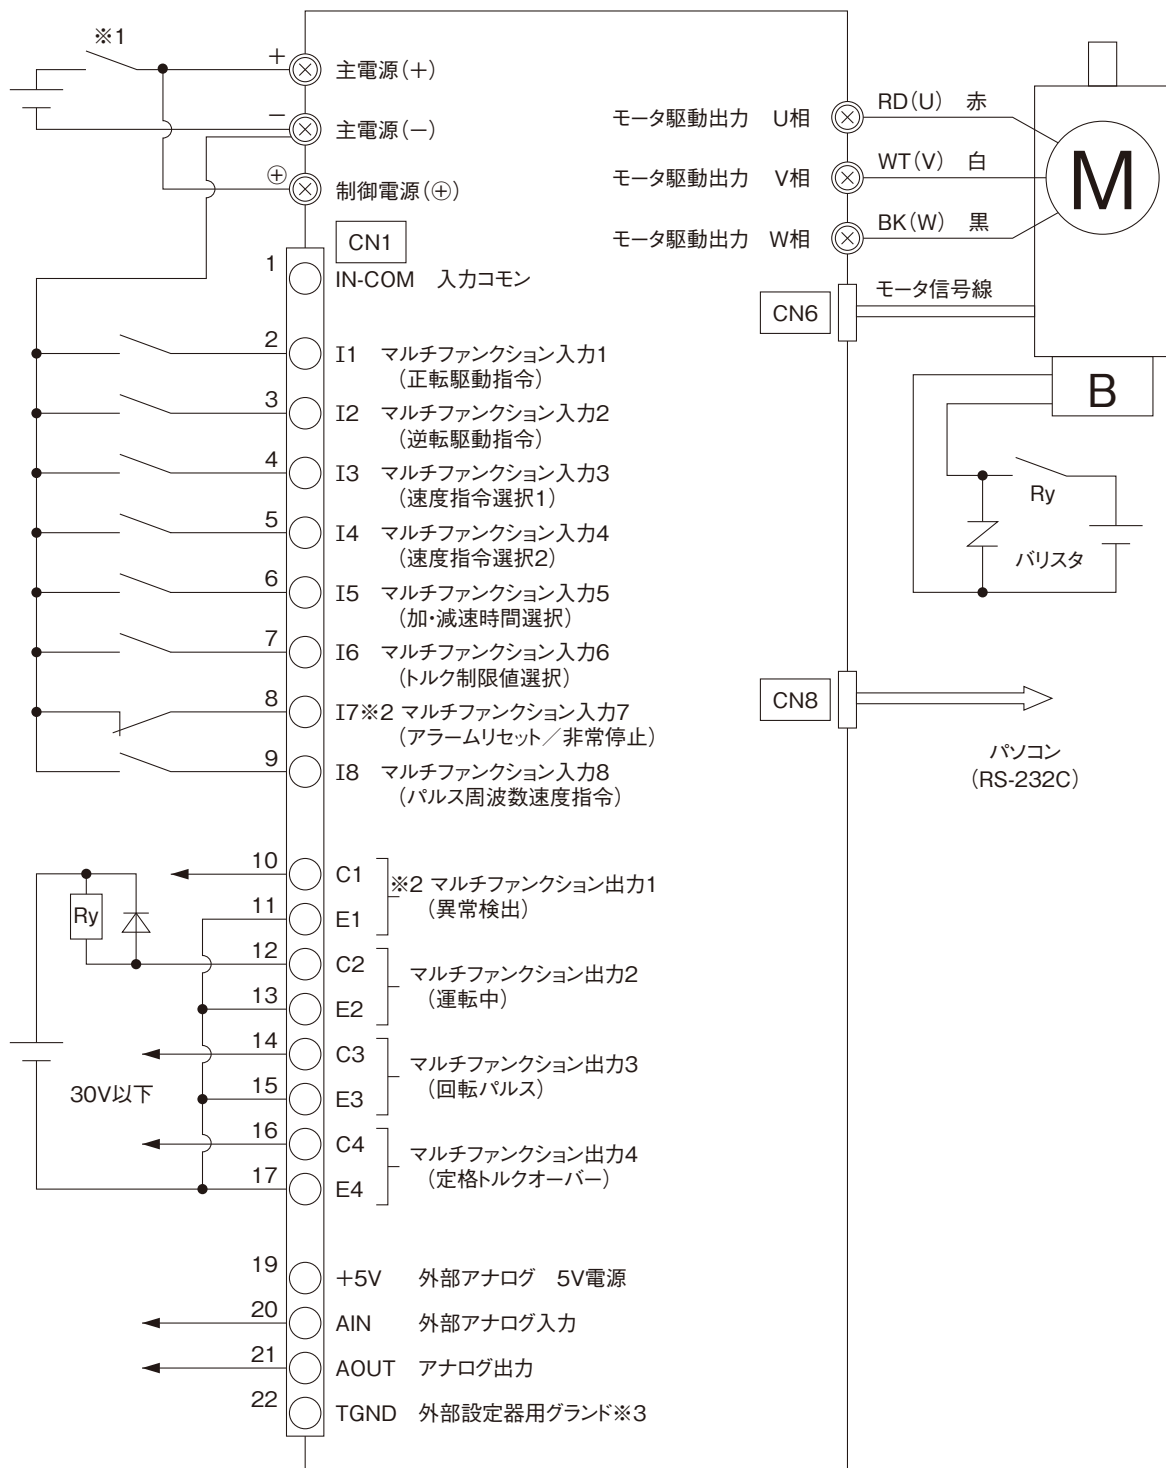 ※1
+ 主電源(+)
− 主電源(−)
⊕ 制御電源(⊕)
CN1
1 IN-COM 入力コモン
2 I1 マルチファンクション入力1
(正転駆動指令)
3 I2 マルチファンクション入力2
(逆転駆動指令)
4 I3 マルチファンクション入力3
(速度指令選択1)
5 I4 マルチファンクション入力4
(速度指令選択2)
6 I5 マルチファンクション入力5
(加・減速時間選択)
7 I6 マルチファンクション入力6
(トルク制限値選択)
8 I7※2 マルチファンクション入力7
(アラームリセット／非常停止)
9 I8 マルチファンクション入力8
(パルス周波数速度指令)
10 C1
※2 マルチファンクション出力1
(異常検出)
11 E1
Ry
12 C2
マルチファンクション出力2
(運転中)
13 E2
14 C3
マルチファンクション出力3
(回転パルス)
15 E3
30V以下
16 C4
マルチファンクション出力4
(定格トルクオーバー)
17 E4
19 +5V 外部アナログ 5V電源
20 AIN 外部アナログ入力
21 AOUT アナログ出力
22 TGND 外部設定器用グランド※3
モータ駆動出力 U相 RD(U) 赤
モータ駆動出力 V相 WT(V) 白
モータ駆動出力 W相 BK(W) 黒
M
CN6 モータ信号線
B
Ry
バリスタ
CN8
パソコン
(RS-232C)